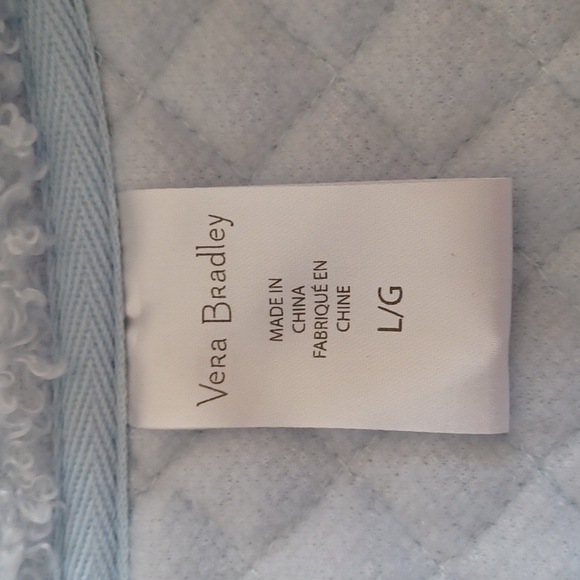 Vera Bradley
MADE IN
CHINA
FABRIQUÉ EN
CHINE
L/G